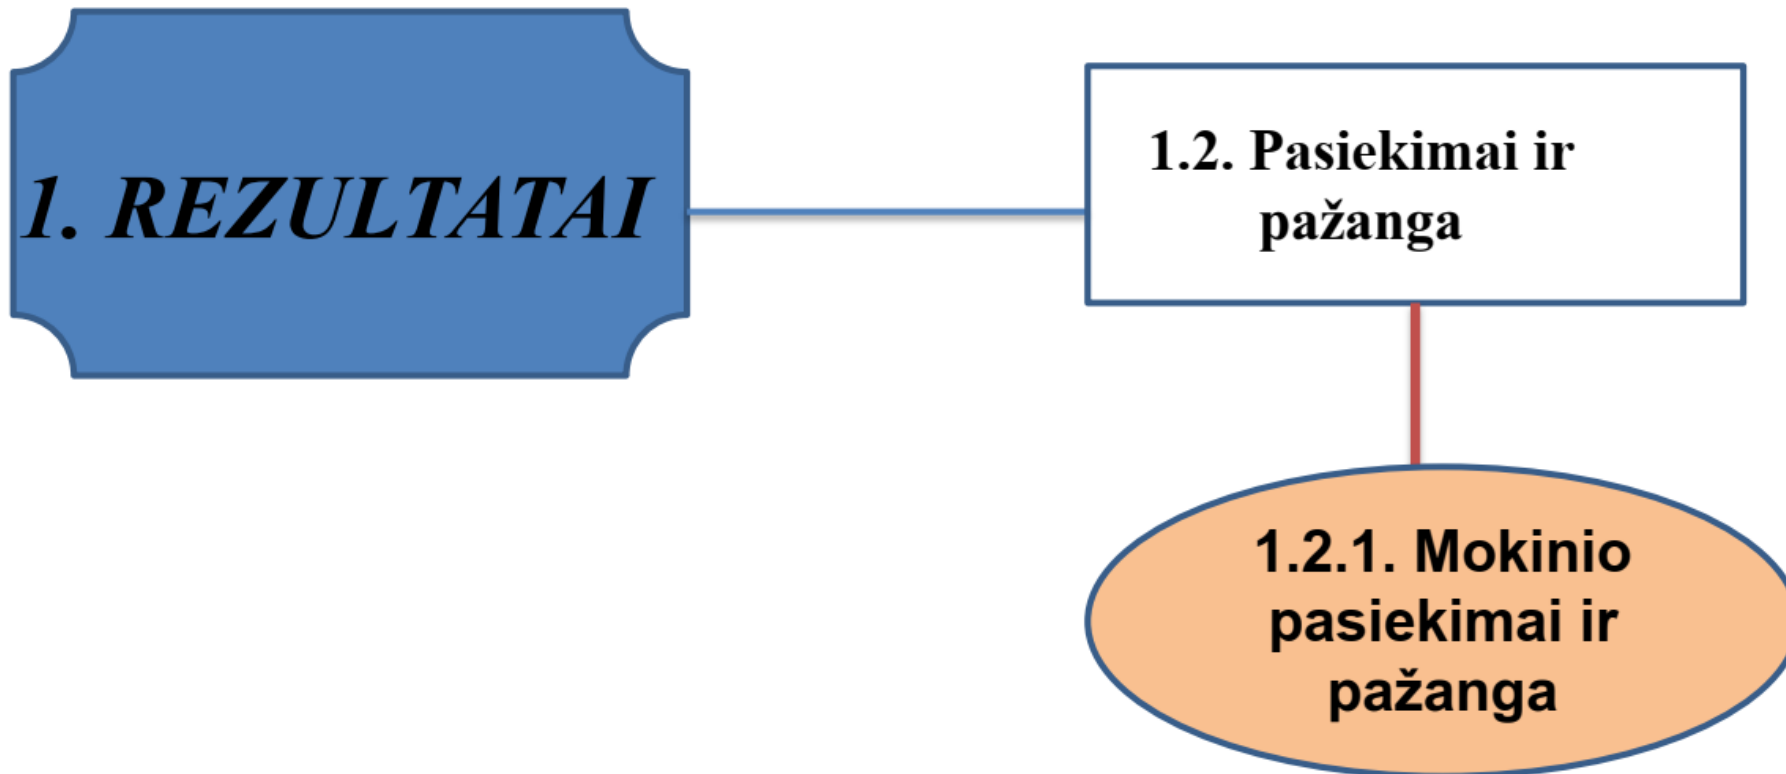 1. REZULTATAI
1.2. Pasiekimai ir
pažanga
1.2.1. Mokinio
pasiekimai ir
pažanga